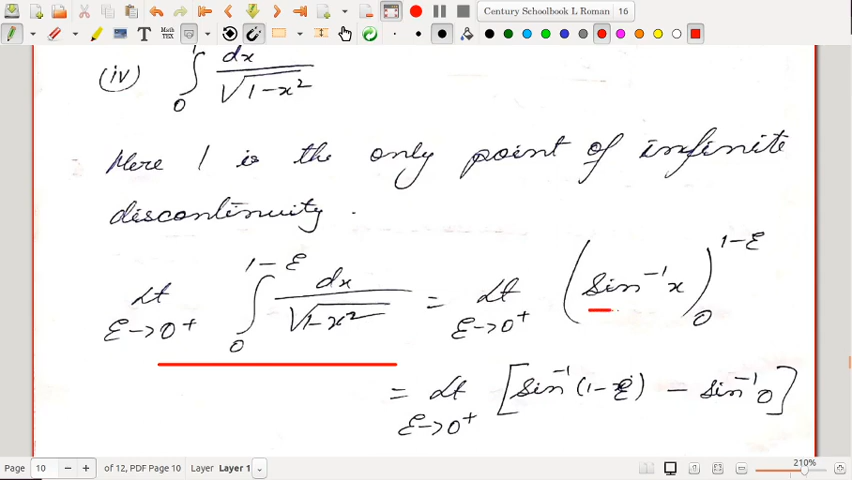 Century Schoolbook L Roman 16
T Math TEX
(iv) ∫₀¹ dx / √(1-x²)
Here 1 is the only point of infinite
discontinuity.
Lt ε->0+ ∫₀^(1-ε) dx / √(1-x²) = Lt ε->0+ (sin⁻¹x)₀^(1-ε)
= Lt ε->0+ [sin⁻¹(1-ε) - sin⁻¹0]
Page 10 of 12, PDF Page 10 Layer Layer 1 210%